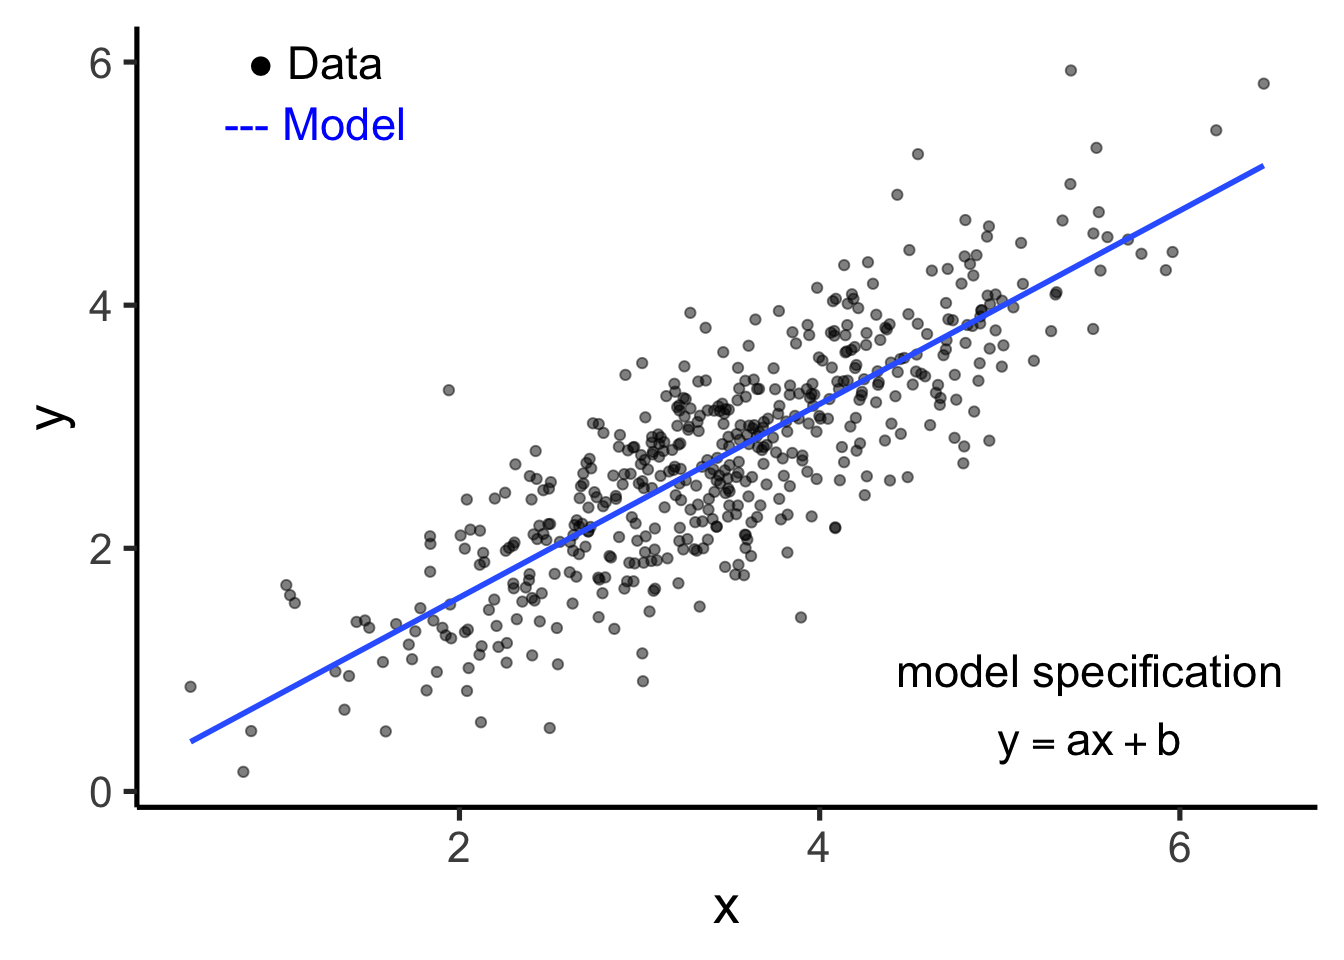 6
4
2
0
y
● Data
--- Model
model specification
y = ax + b
2 4 6
x